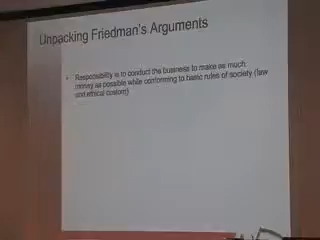 Unpacking Friedman's Arguments
• Responsibility is to conduct the business to make as much
money as possible while conforming to basic rules of society (law
and ethical custom)